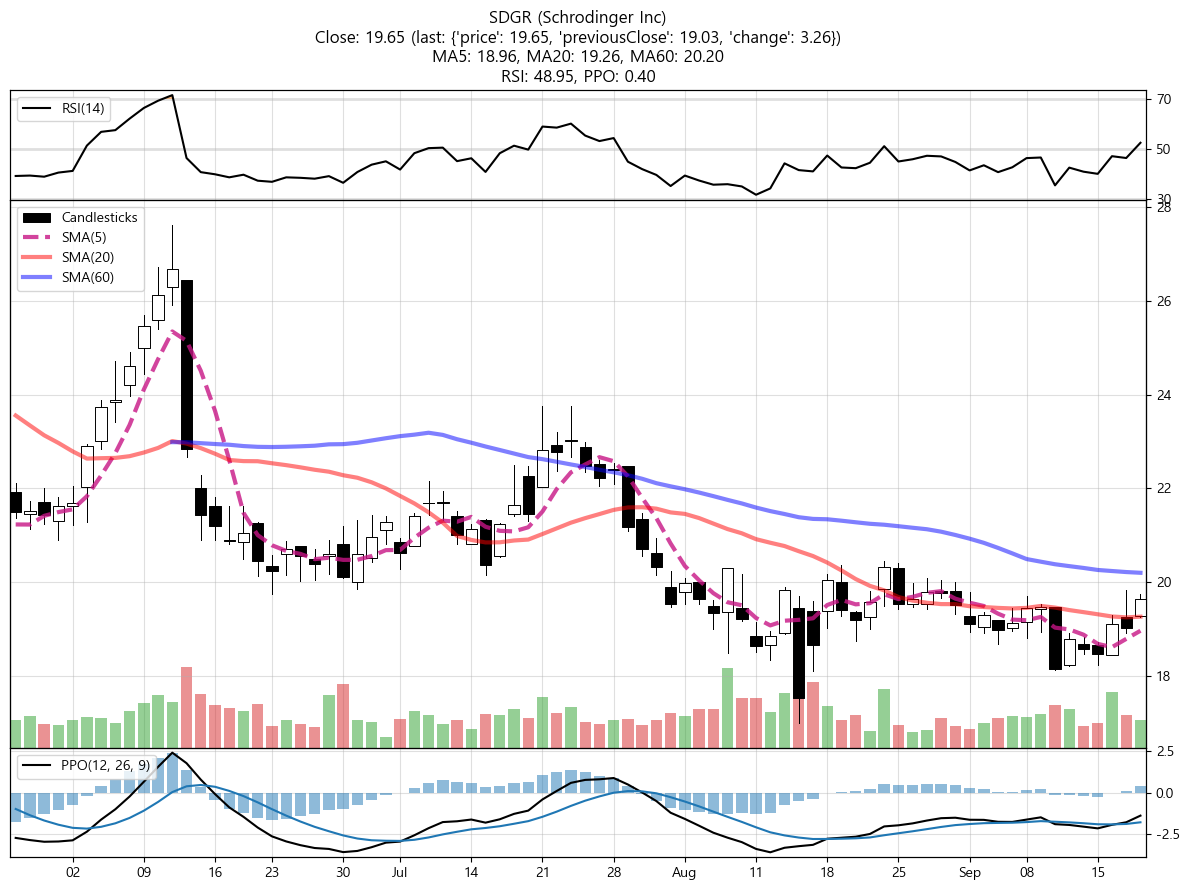 SDGR (Schrodinger Inc)
Close: 19.65 (last: {'price': 19.65, 'previousClose': 19.03, 'change': 3.26})
MA5: 18.96, MA20: 19.26, MA60: 20.20
RSI: 48.95, PPO: 0.40
RSI(14)
70
50
30
Candlesticks
SMA(5)
SMA(20)
SMA(60)
28
26
24
22
20
18
PPO(12, 26, 9)
2.5
0.0
−2.5
02 09 16 23 30 Jul 14 21 28 Aug 11 18 25 Sep 08 15